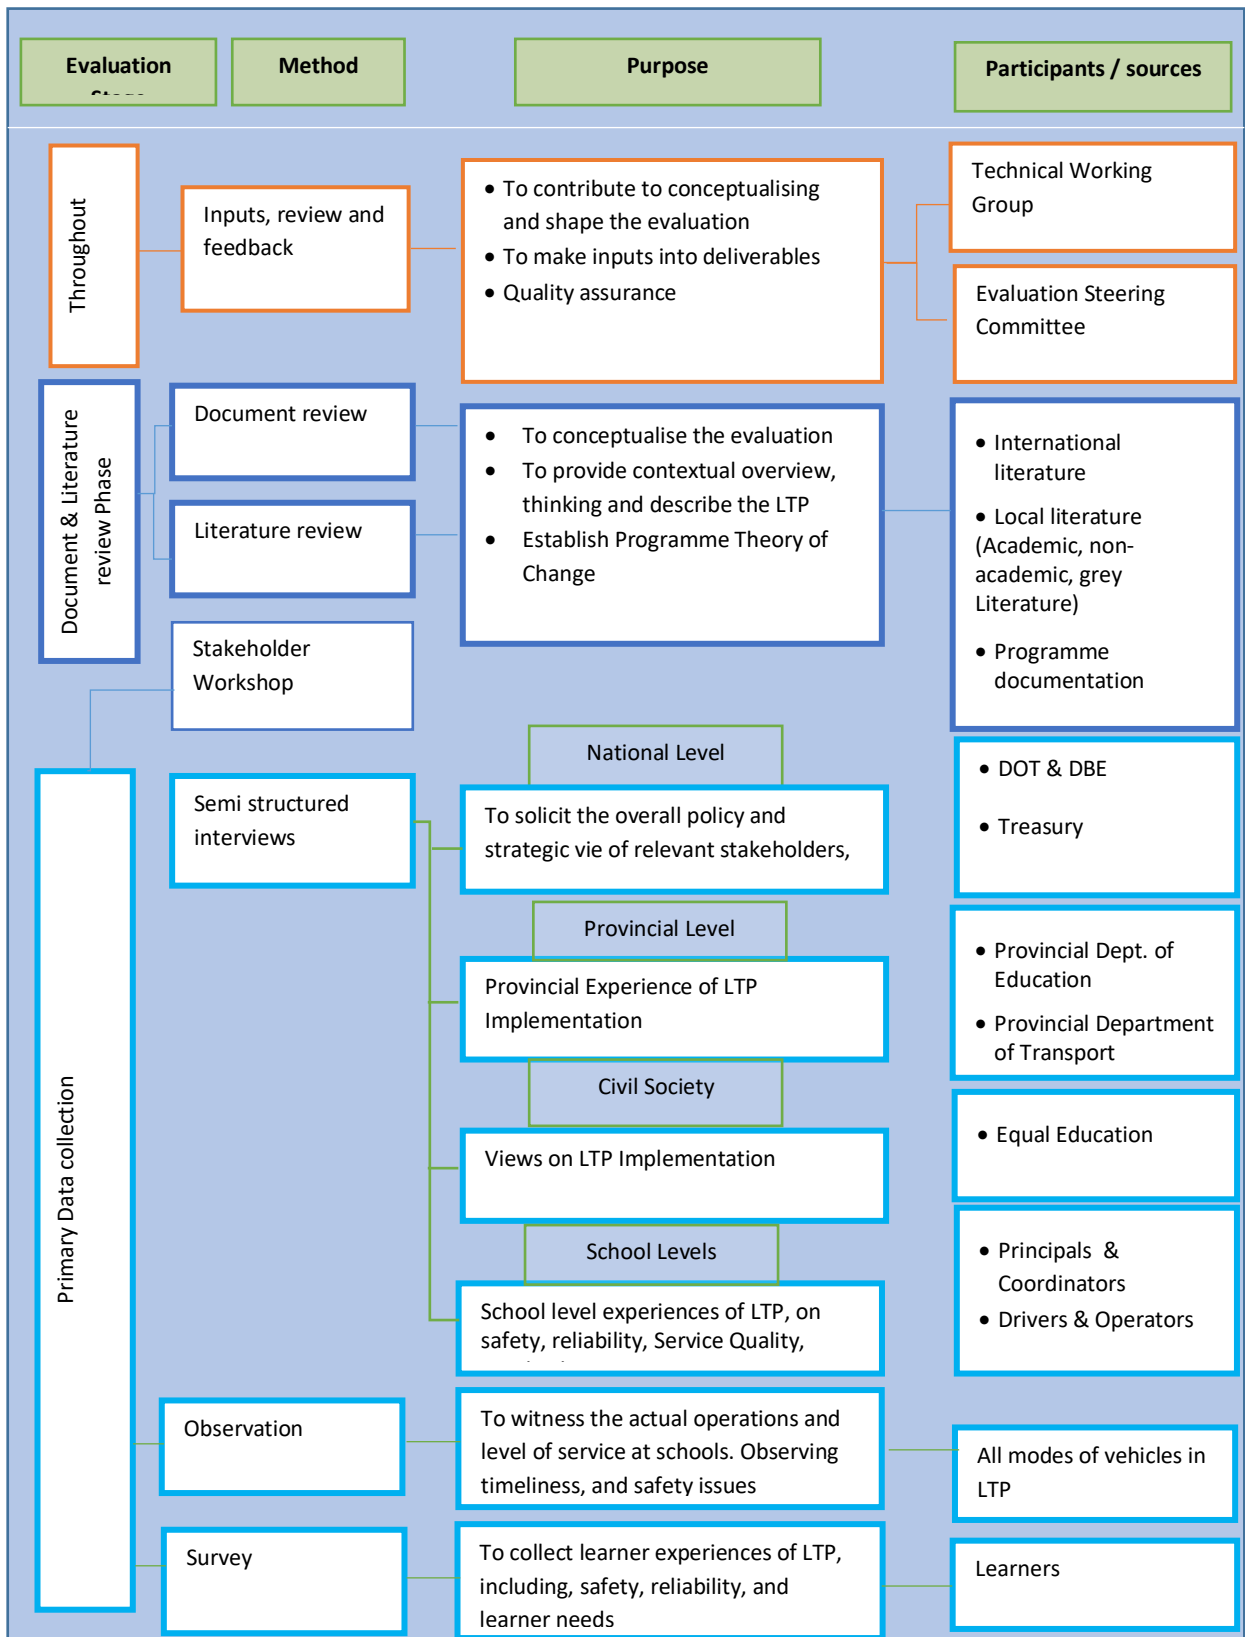 Evaluation
Stage
Method
Purpose
Participants / sources
Throughout
Inputs, review and
feedback
• To contribute to conceptualising
and shape the evaluation
• To make inputs into deliverables
• Quality assurance
Technical Working
Group
Evaluation Steering
Committee
Document & Literature
review Phase
Document review
Literature review
• To conceptualise the evaluation
• To provide contextual overview,
thinking and describe the LTP
• Establish Programme Theory of
Change
• International
literature
• Local literature
(Academic, non-
academic, grey
Literature)
• Programme
documentation
Stakeholder
Workshop
Primary Data collection
Semi structured
interviews
National Level
To solicit the overall policy and
strategic vie of relevant stakeholders,
• DOT & DBE
• Treasury
Provincial Level
Provincial Experience of LTP
Implementation
• Provincial Dept. of
Education
• Provincial Department
of Transport
Civil Society
Views on LTP Implementation
• Equal Education
School Levels
School level experiences of LTP, on
safety, reliability, Service Quality,
• Principals & 
Coordinators
• Drivers & Operators
Observation
To witness the actual operations and
level of service at schools. Observing
timeliness, and safety issues
All modes of vehicles in
LTP
Survey
To collect learner experiences of LTP,
including, safety, reliability, and
learner needs
Learners